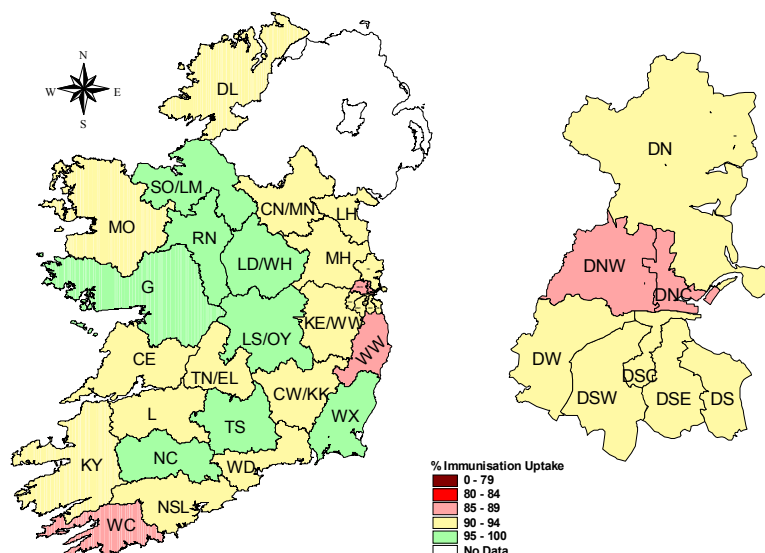 N
W E
S
DL
SO/LM
MO
CN/MN
LH
RN
MH
LD/WH
G
KE/WW
LS/OY
WW
CE
TN/EL
CW/KK
L
TS
WX
NC
KY
WD
NSL
WC
DN
DNW
DNC
DW
DSC
DSW
DSE
DS
% Immunisation Uptake
0 - 79
80 - 84
85 - 89
90 - 94
95 - 100
No Data